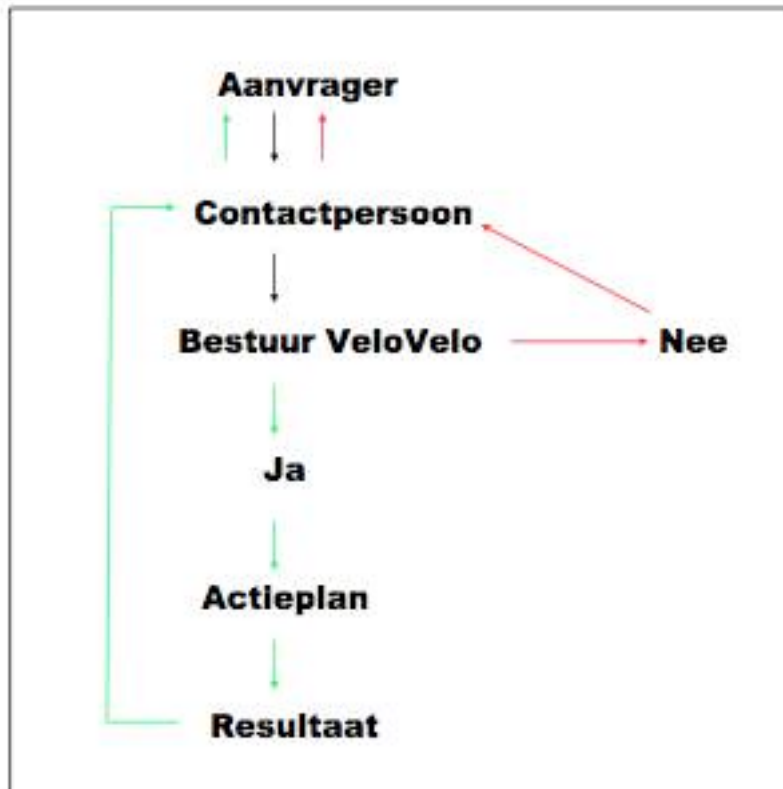 Aanvrager
Contactpersoon
Bestuur VeloVelo
Nee
Ja
Actieplan
Resultaat